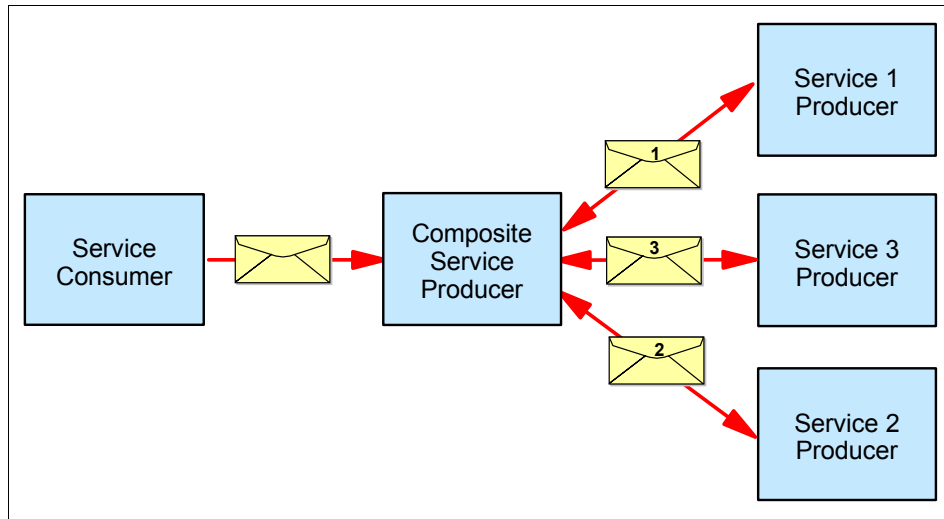 Service 1
Producer
1
Service
Consumer
Composite
Service
Producer
3
Service 3
Producer
2
Service 2
Producer